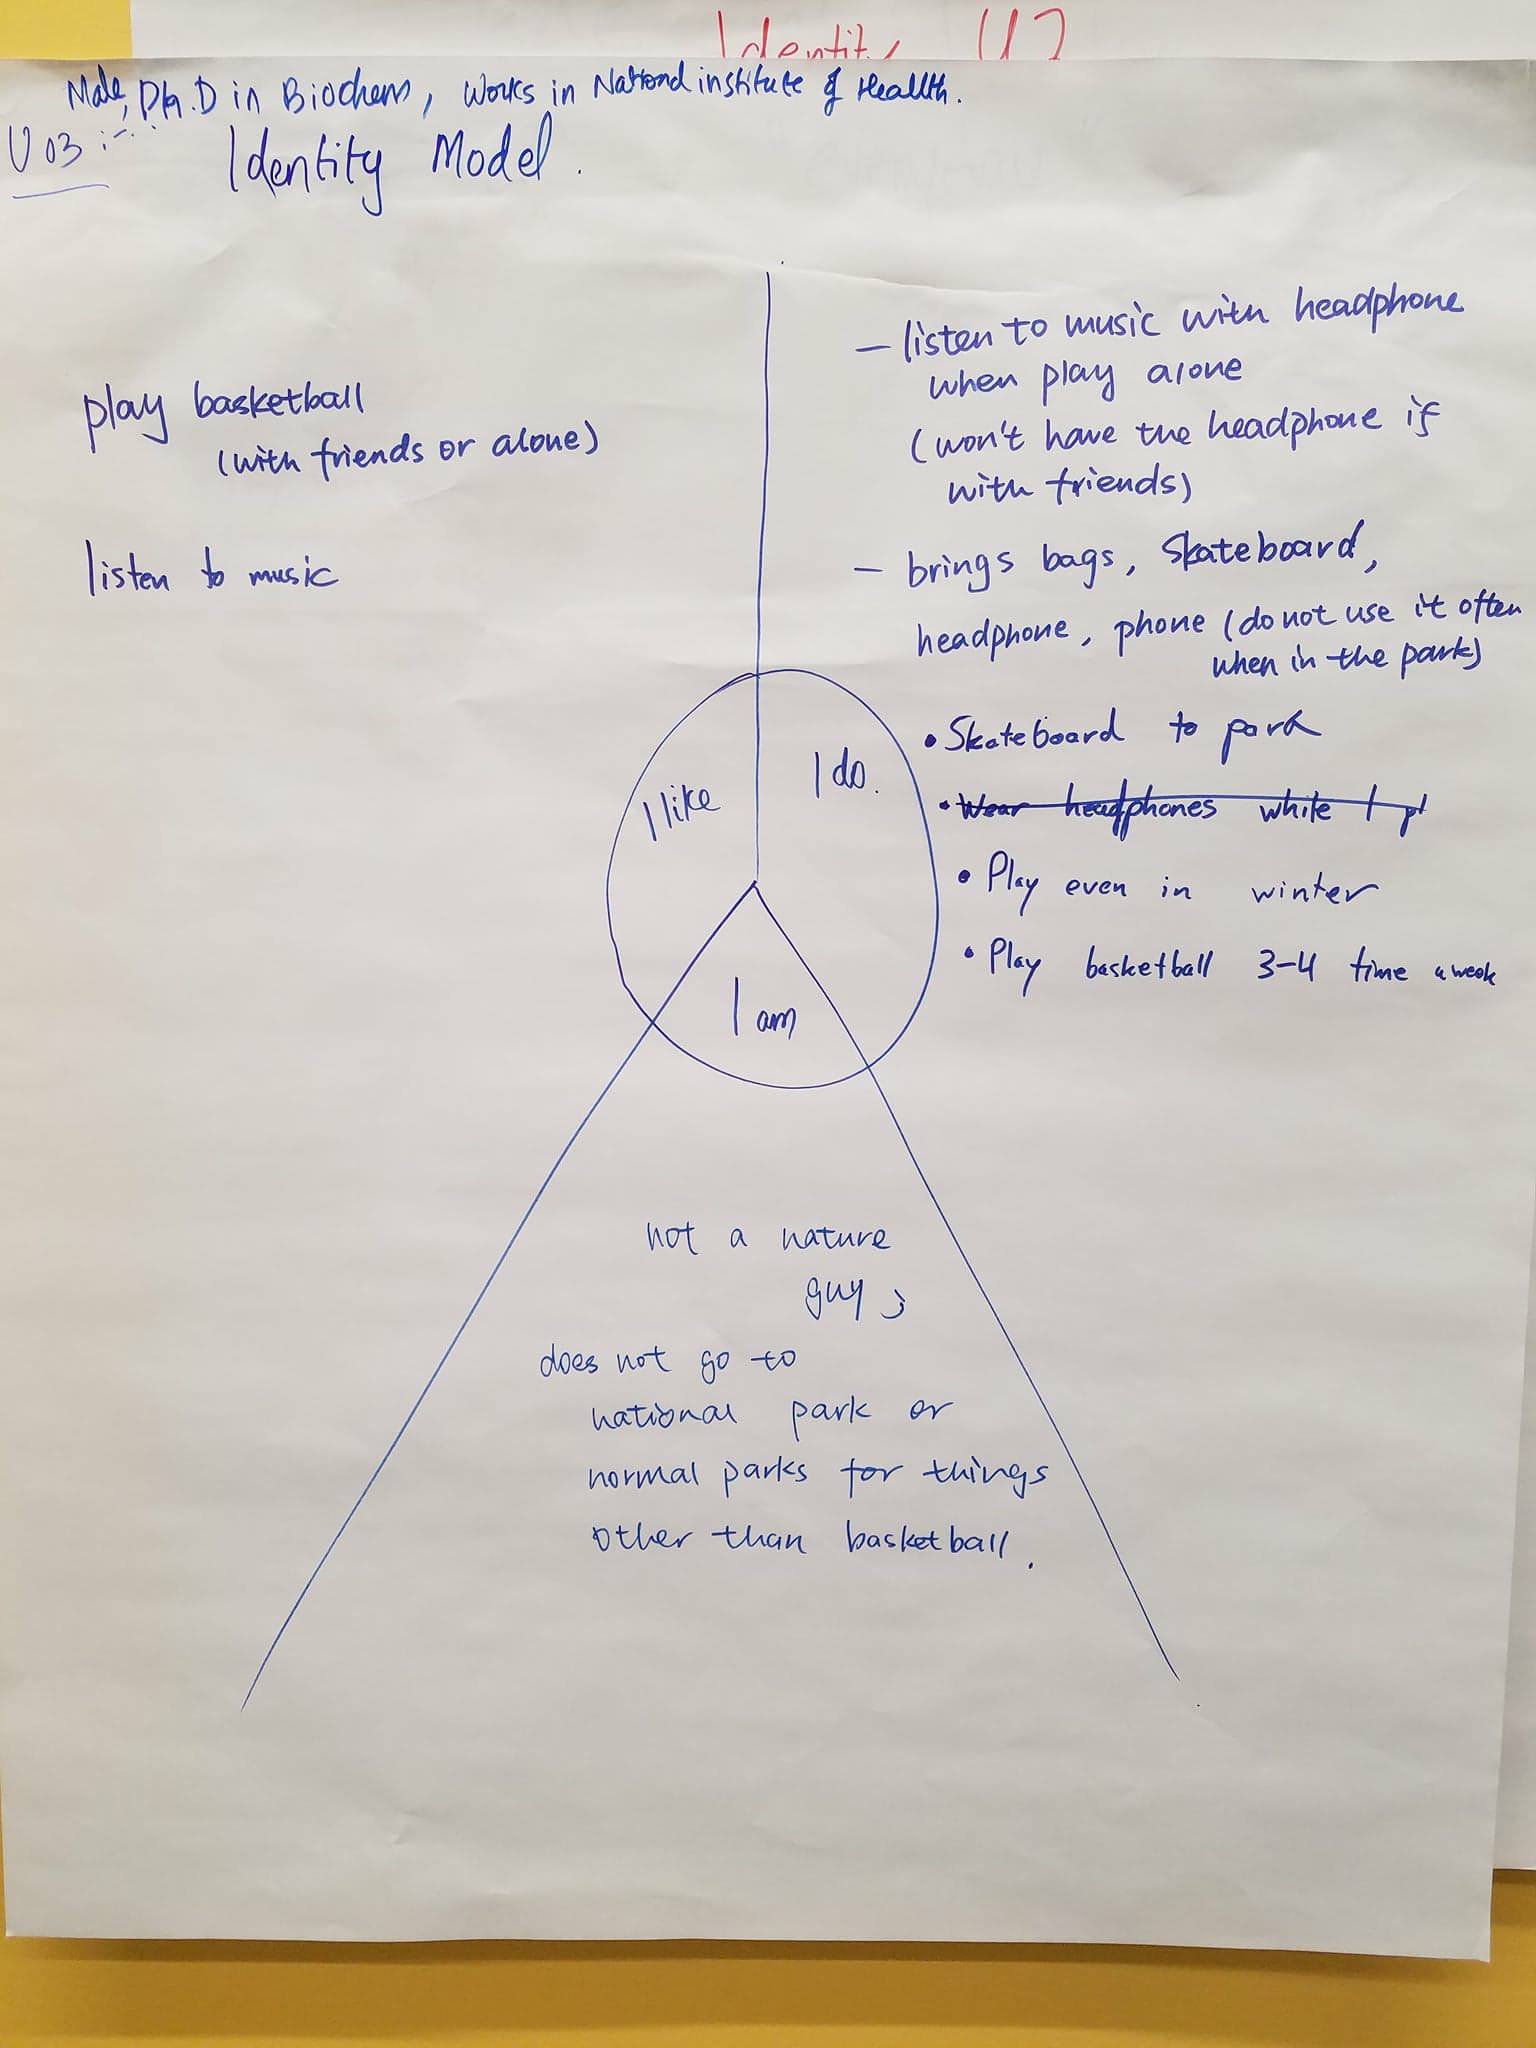 Identity U2
Male, Ph.D in Biochem, works in National institute of Heallth.
U03:
Identity Model.
play basketball
(with friends or alone)
listen to music
– listen to music with headphone
when play alone
(won't have the headphone if
with friends)
– brings bags, skateboard,
headphone, phone (do not use it often
when in the park)
• Skateboard to park
• Wear headphones while I pl
• Play even in winter
• Play basketball 3-4 time a week
I like
I do.
I am
not a nature
guy;
does not go to
national park or
normal parks for things
other than basketball.